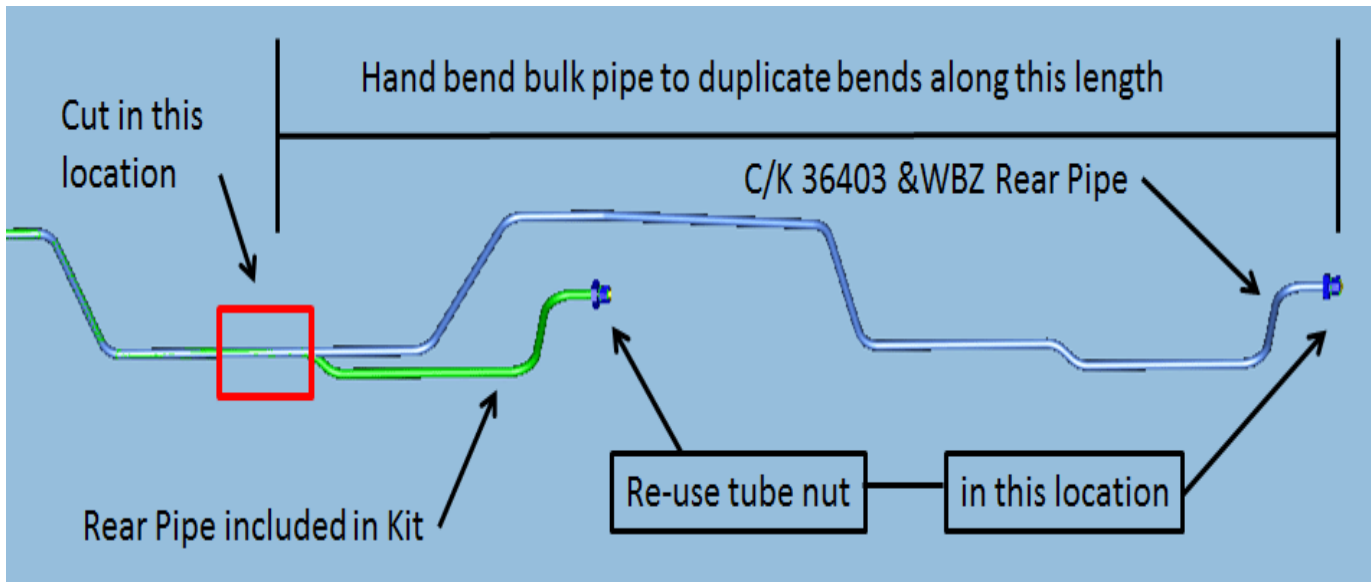 Hand bend bulk pipe to duplicate bends along this length
Cut in this
location
C/K 36403 &WBZ Rear Pipe
Re-use tube nut
in this location
Rear Pipe included in Kit